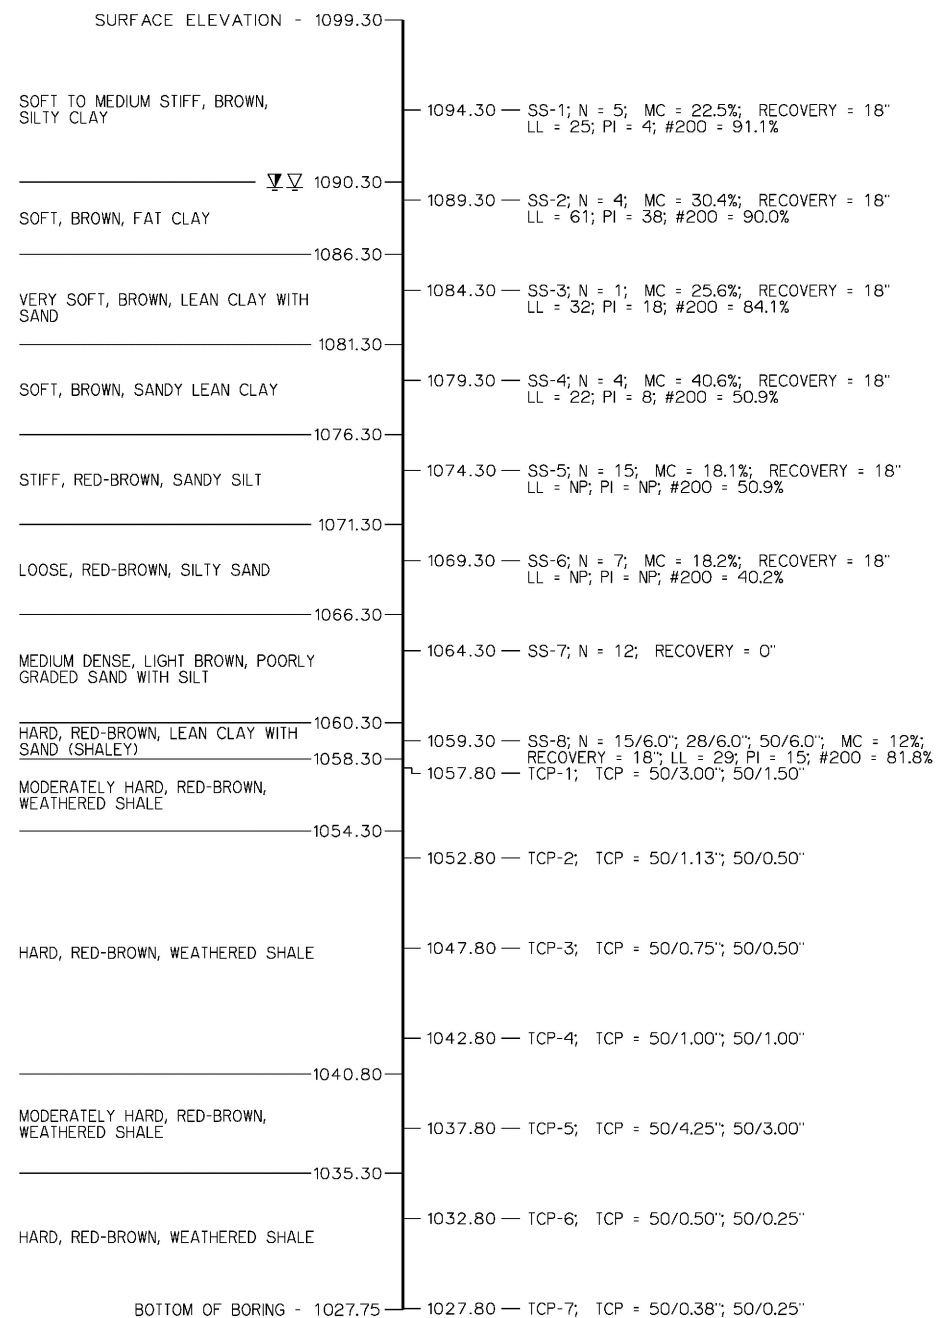 SURFACE ELEVATION - 1099.30
SOFT TO MEDIUM STIFF, BROWN,
SILTY CLAY
1094.30 — SS-1; N = 5; MC = 22.5%; RECOVERY = 18"
LL = 25; PI = 4; #200 = 91.1%
1090.30
1089.30 — SS-2; N = 4; MC = 30.4%; RECOVERY = 18"
LL = 61; PI = 38; #200 = 90.0%
SOFT, BROWN, FAT CLAY
1086.30
1084.30 — SS-3; N = 1; MC = 25.6%; RECOVERY = 18"
LL = 32; PI = 18; #200 = 84.1%
VERY SOFT, BROWN, LEAN CLAY WITH
SAND
1081.30
1079.30 — SS-4; N = 4; MC = 40.6%; RECOVERY = 18"
LL = 22; PI = 8; #200 = 50.9%
SOFT, BROWN, SANDY LEAN CLAY
1076.30
1074.30 — SS-5; N = 15; MC = 18.1%; RECOVERY = 18"
LL = NP; PI = NP; #200 = 50.9%
STIFF, RED-BROWN, SANDY SILT
1071.30
1069.30 — SS-6; N = 7; MC = 18.2%; RECOVERY = 18"
LL = NP; PI = NP; #200 = 40.2%
LOOSE, RED-BROWN, SILTY SAND
1066.30
1064.30 — SS-7; N = 12; RECOVERY = 0"
MEDIUM DENSE, LIGHT BROWN, POORLY
GRADED SAND WITH SILT
1060.30
HARD, RED-BROWN, LEAN CLAY WITH
SAND (SHALEY)
1059.30 — SS-8; N = 15/6.0"; 28/6.0"; 50/6.0"; MC = 12%;
RECOVERY = 18"; LL = 29; PI = 15; #200 = 81.8%
1058.30
1057.80 — TCP-1; TCP = 50/3.00"; 50/1.50"
MODERATELY HARD, RED-BROWN,
WEATHERED SHALE
1054.30
1052.80 — TCP-2; TCP = 50/1.13"; 50/0.50"
1047.80 — TCP-3; TCP = 50/0.75"; 50/0.50"
HARD, RED-BROWN, WEATHERED SHALE
1042.80 — TCP-4; TCP = 50/1.00"; 50/1.00"
1040.80
MODERATELY HARD, RED-BROWN,
WEATHERED SHALE
1037.80 — TCP-5; TCP = 50/4.25"; 50/3.00"
1035.30
1032.80 — TCP-6; TCP = 50/0.50"; 50/0.25"
HARD, RED-BROWN, WEATHERED SHALE
BOTTOM OF BORING - 1027.75
1027.80 — TCP-7; TCP = 50/0.38"; 50/0.25"